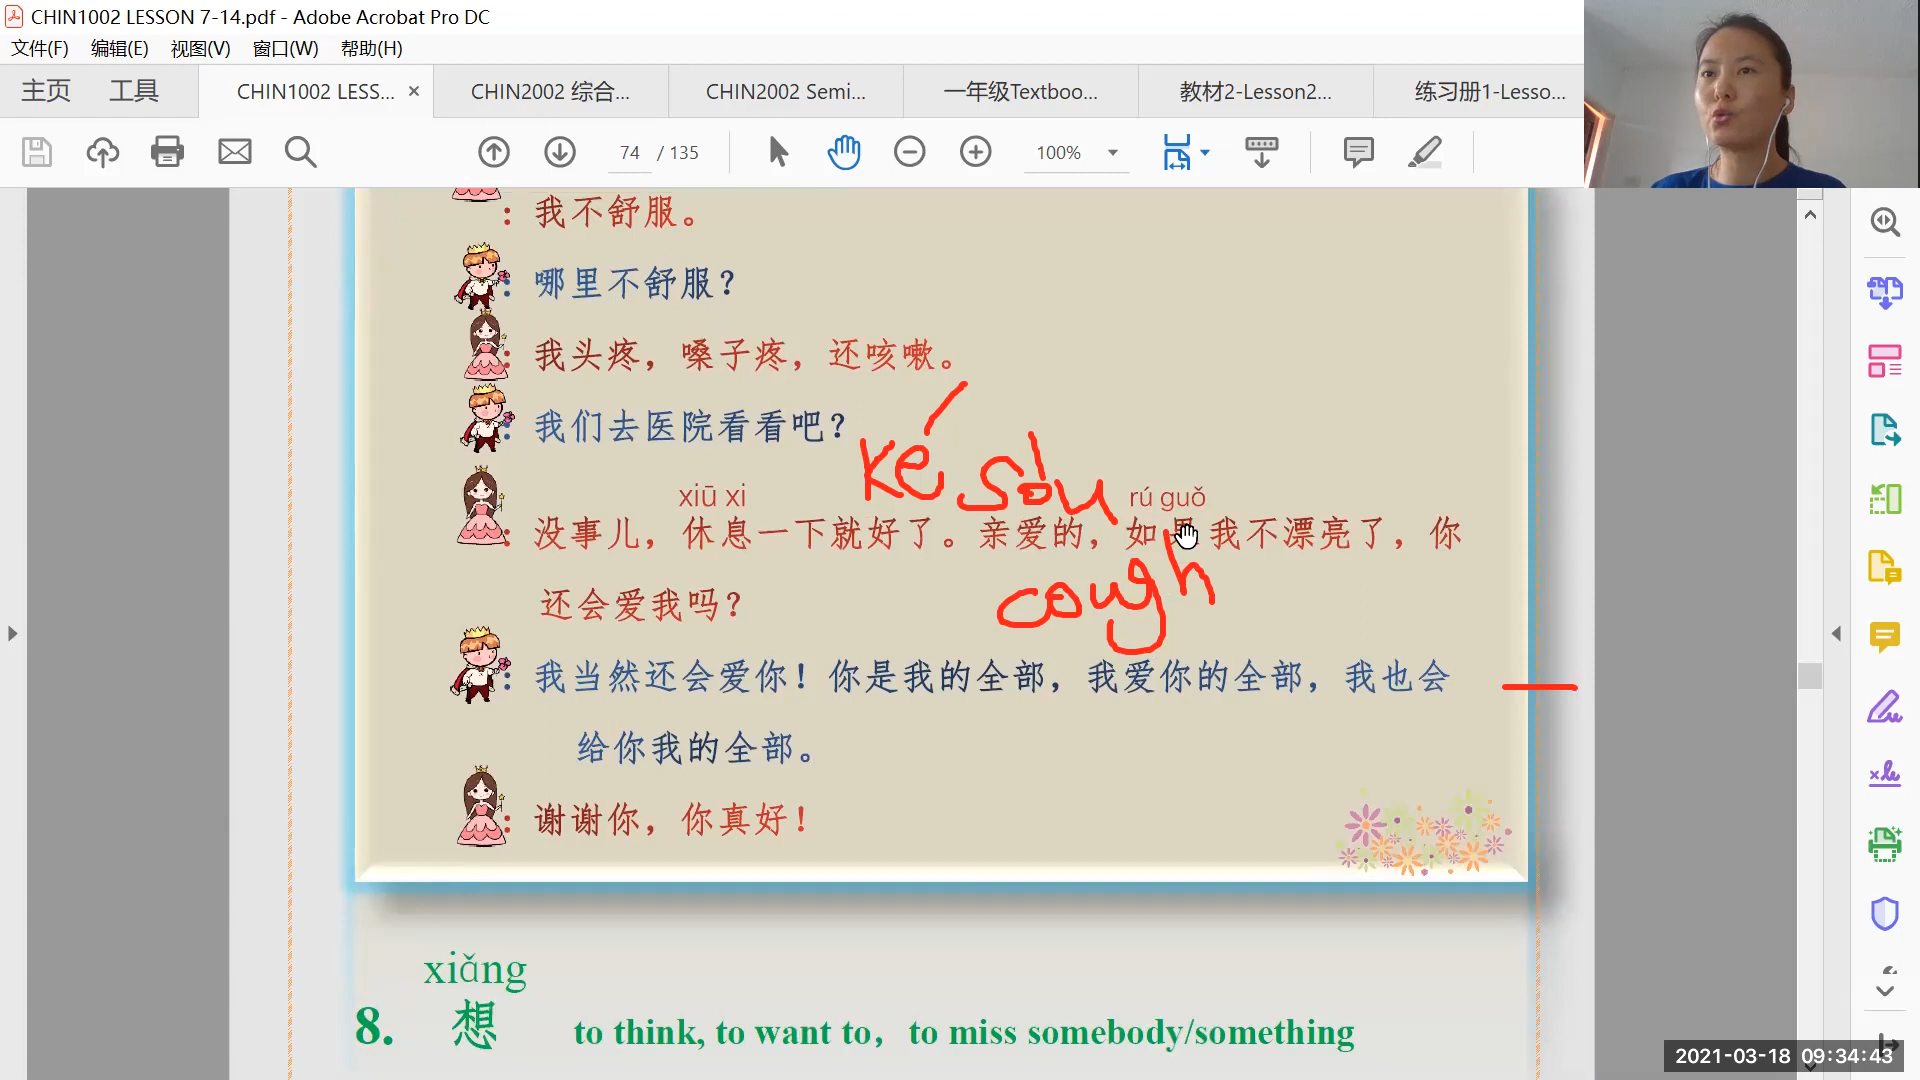 CHIN1002 LESSON 7-14.pdf - Adobe Acrobat Pro DC
文件(F) 编辑(E) 视图(V) 窗口(W) 帮助(H)
主页 工具 CHIN1002 LESS... × CHIN2002 综合... CHIN2002 Semi... 一年级Textboo... 教材2-Lesson2... 练习册1-Lesso...
74 / 135 100%
: 我不舒服。
: 哪里不舒服？
: 我头疼，嗓子疼，还咳嗽。
: 我们去医院看看吧？
ké sòu
xiū xi rú guǒ
: 没事儿，休息一下就好了。亲爱的，如果我不漂亮了，你
还会爱我吗？
cough
: 我当然还会爱你！你是我的全部，我爱你的全部，我也会
给你我的全部。
: 谢谢你，你真好！
xiǎng
8. 想 to think, to want to，to miss somebody/something
2021-03-18 09:34:43